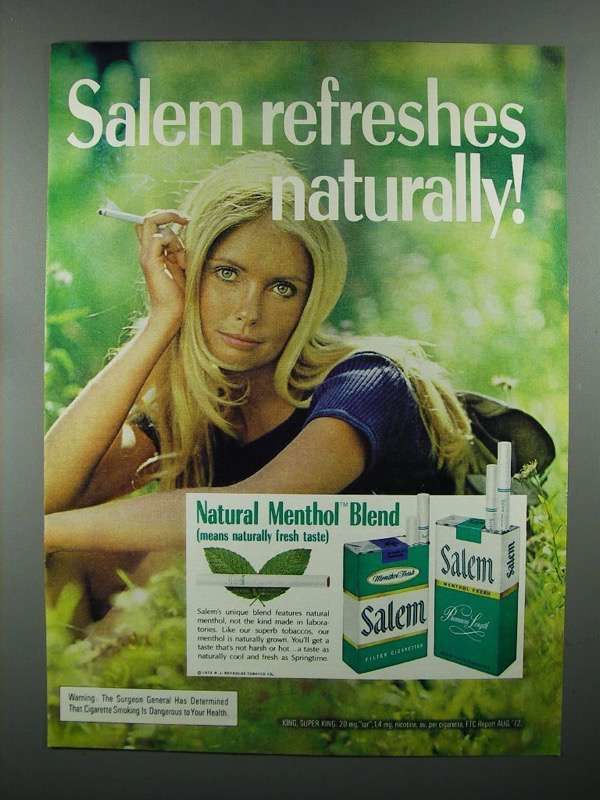 Salem refreshes
naturally!
Natural Menthol™ Blend
(means naturally fresh taste)
Salem's unique blend features natural
menthol, not the kind made in labora-
tories. Like our superb tobaccos, our
menthol is naturally grown. You'll get a
taste that's not harsh or hot...a taste as
naturally cool and fresh as Springtime.
Menthol Fresh
Salem
FILTER CIGARETTES
Salem
MENTHOL FRESH
Premium Length
Salem
Warning: The Surgeon General Has Determined
That Cigarette Smoking Is Dangerous to Your Health.
KING, SUPER KING: 20 mg."tar", 1.4 mg. nicotine, av. per cigarette, FTC Report AUG. '72.